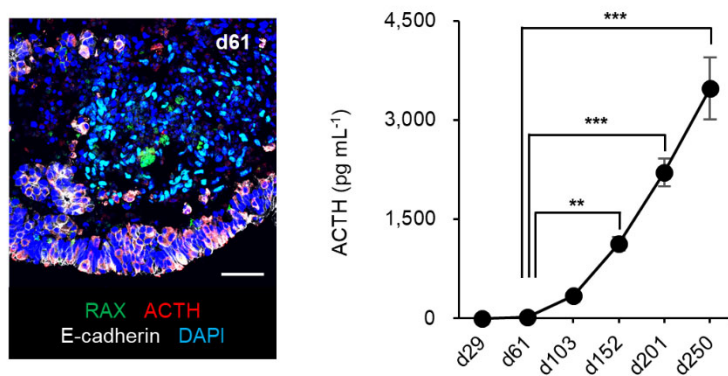 d61
RAX ACTH
E-cadherin DAPI
ACTH (pg mL⁻¹)
4,500
3,000
1,500
0
***
***
**
d29
d61
d103
d152
d201
d250